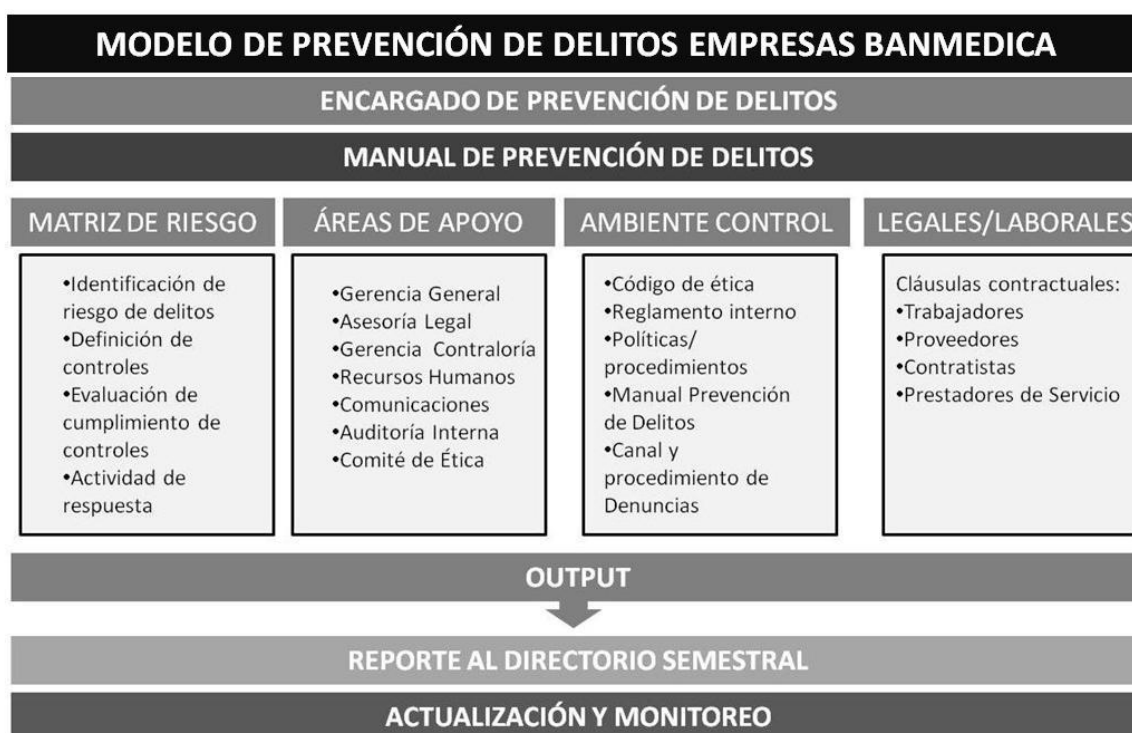 MODELO DE PREVENCIÓN DE DELITOS EMPRESAS BANMEDICA
ENCARGADO DE PREVENCIÓN DE DELITOS
MANUAL DE PREVENCIÓN DE DELITOS
MATRIZ DE RIESGO
•Identificación de
riesgo de delitos
•Definición de
controles
•Evaluación de
cumplimiento de
controles
•Actividad de
respuesta
ÁREAS DE APOYO
•Gerencia General
•Asesoría Legal
•Gerencia Contraloría
•Recursos Humanos
•Comunicaciones
•Auditoría Interna
•Comité de Ética
AMBIENTE CONTROL
•Código de ética
•Reglamento interno
•Políticas/
procedimientos
•Manual Prevención
de Delitos
•Canal y
procedimiento de
Denuncias
LEGALES/LABORALES
Cláusulas contractuales:
•Trabajadores
•Proveedores
•Contratistas
•Prestadores de Servicio
OUTPUT
REPORTE AL DIRECTORIO SEMESTRAL
ACTUALIZACIÓN Y MONITOREO